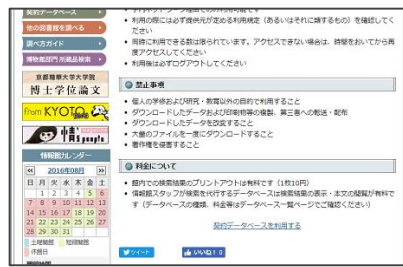 契約データベース
他の図書館を調べる
調べ方ガイド
博物館部門 所蔵品検索
京都精華大学大学院
博士学位論文
From KYOTO
情報館カレンダー
<< 2016年08月 >>
日 月 火 水 木 金 土
1 2 3 4 5 6
7 8 9 10 11 12 13
14 15 16 17 18 19 20
21 22 23 24 25 26 27
28 29 30 31
土曜開館 短縮開館
休館日
• 利用の際には必ず提供元が定める利用規定（あるいはそれに類するもの）を確認してく
ださい
• 同時に利用できる数は限られています。アクセスできない場合は、時間をおいてから再
度アクセスしてください
• 利用後は必ずログアウトしてください
禁止事項
• 個人の学修および研究・教育以外の目的で利用すること
• ダウンロードしたデータおよび印刷物等の複製、第三者への転送・配布
• ダウンロードしたデータを改変すること
• 大量のファイルを一度にダウンロードすること
• 著作権を侵害すること
料金について
• 館内での検索結果のプリントアウトは有料です（1枚10円）
• 情報館スタッフが検索を代行するデータベースは検索結果の表示・本文の閲覧が有料で
す（データベースの種類、料金等はデータベース一覧ページでご確認ください）
契約データベースを利用する
ツイート
いいね！ 0